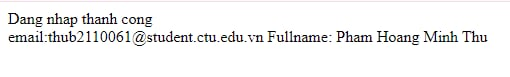 Dang nhap thanh cong
email:thub2110061@student.ctu.edu.vn Fullname: Pham Hoang Minh Thu